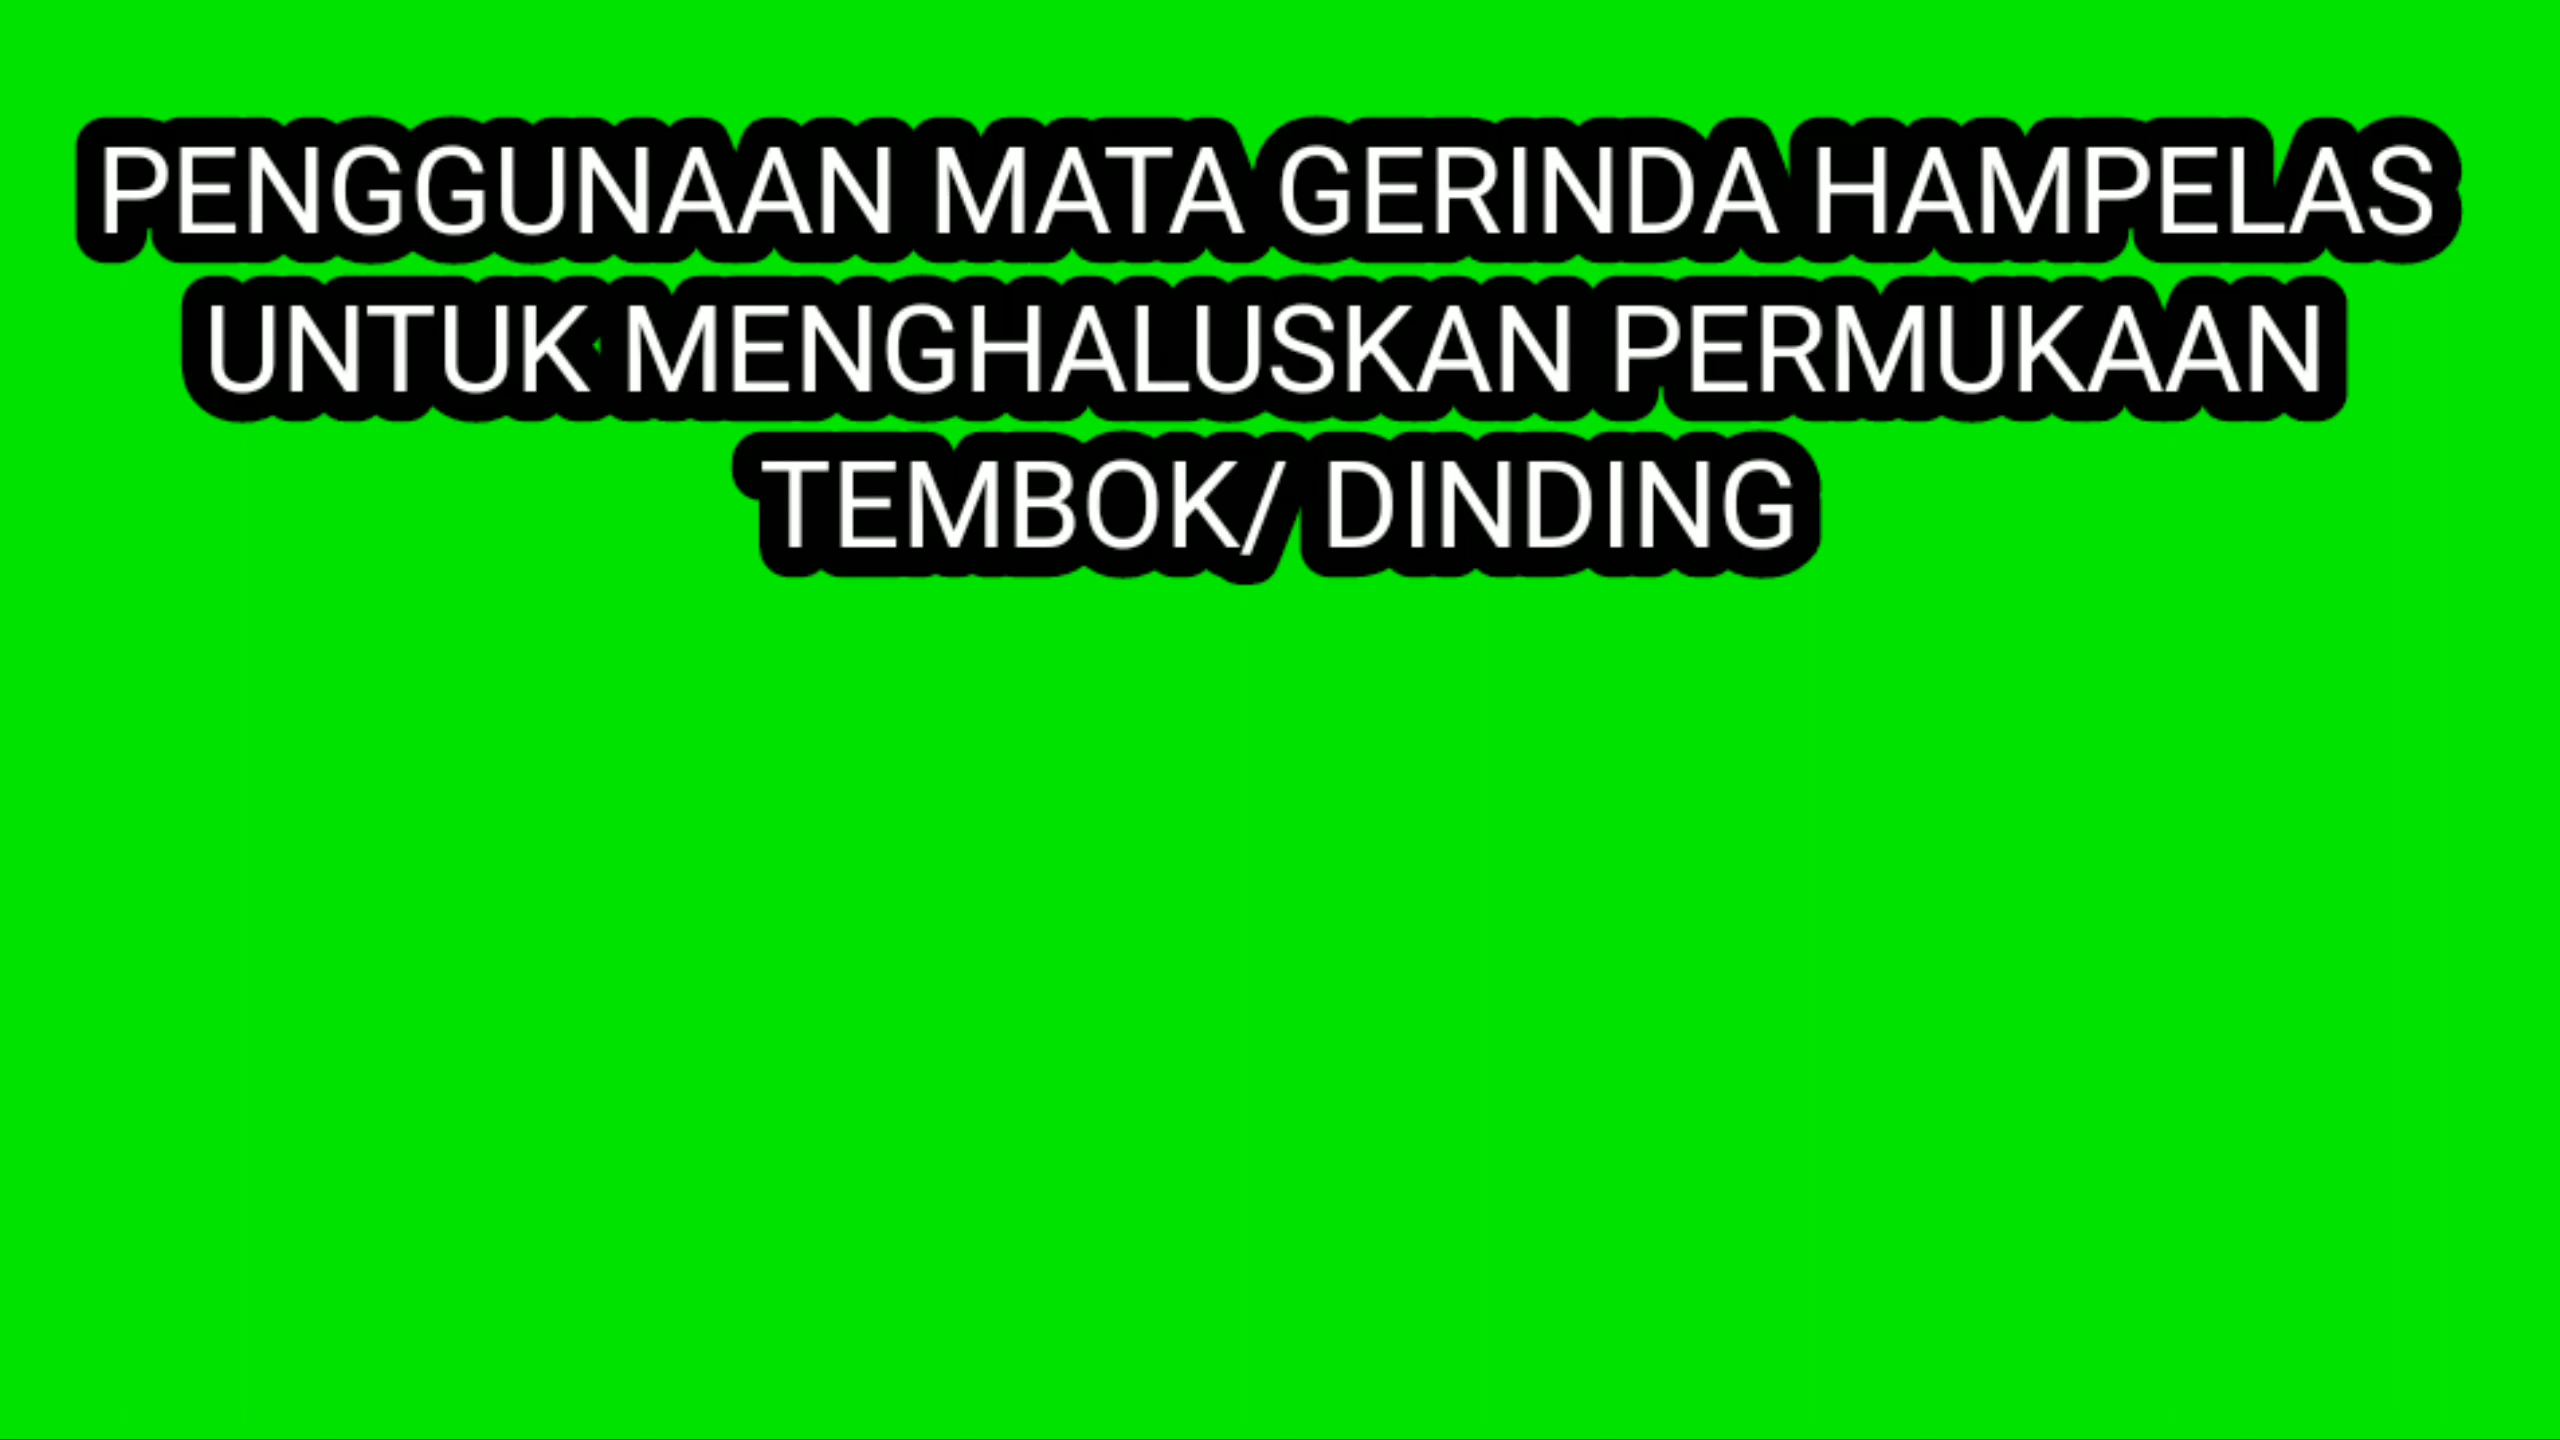 PENGGUNAAN MATA GERINDA HAMPELAS
UNTUK MENGHALUSKAN PERMUKAAN
TEMBOK/ DINDING